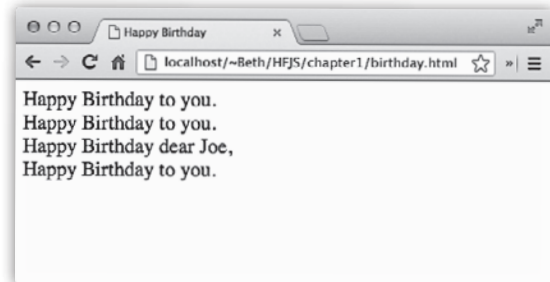 Happy Birthday
localhost/~Beth/HFJS/chapter1/birthday.html
Happy Birthday to you.
Happy Birthday to you.
Happy Birthday dear Joe,
Happy Birthday to you.